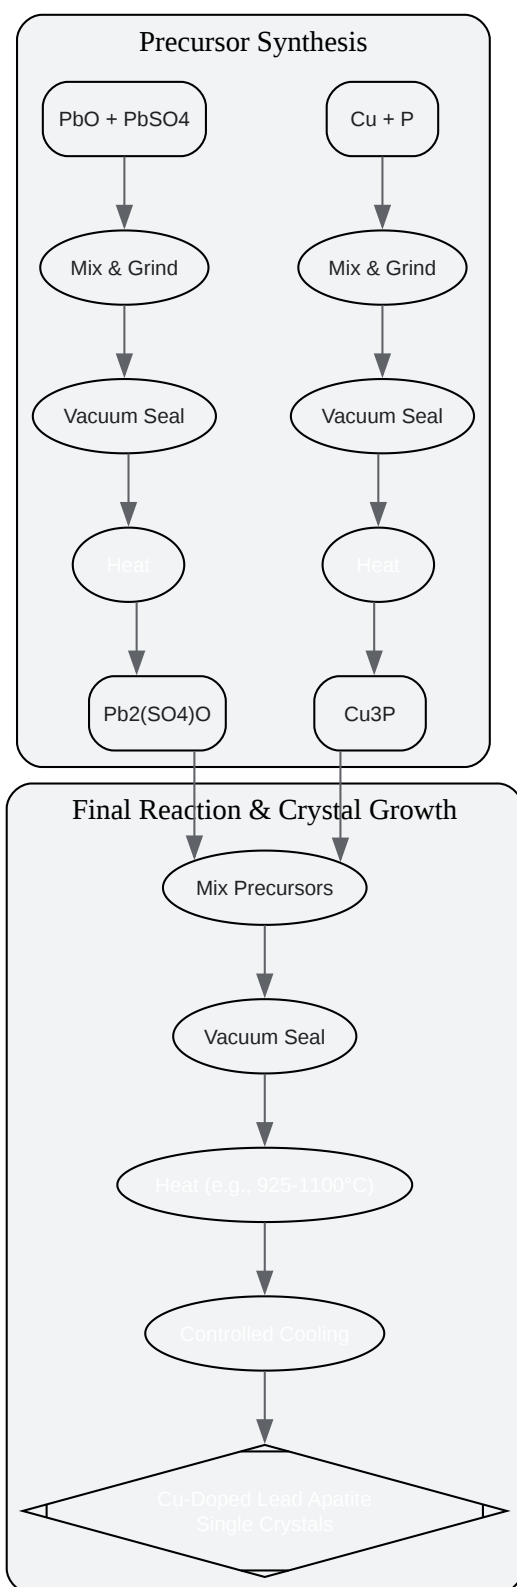 Precursor Synthesis
PbO + PbSO4
Cu + P
Mix & Grind
Mix & Grind
Vacuum Seal
Vacuum Seal
Heat
Heat
Pb2(SO4)O
Cu3P
Final Reaction & Crystal Growth
Mix Precursors
Vacuum Seal
Heat (e.g., 925-1100°C)
Controlled Cooling
Cu-Doped Lead Apatite
Single Crystals